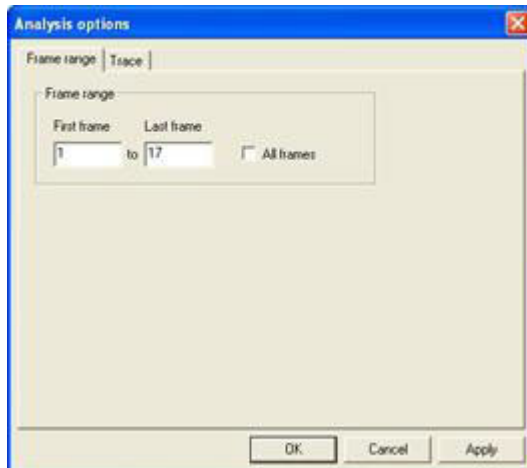 Analysis options
Frame range Trace
Frame range
First frame Last frame
1 to 17 All frames
OK Cancel Apply